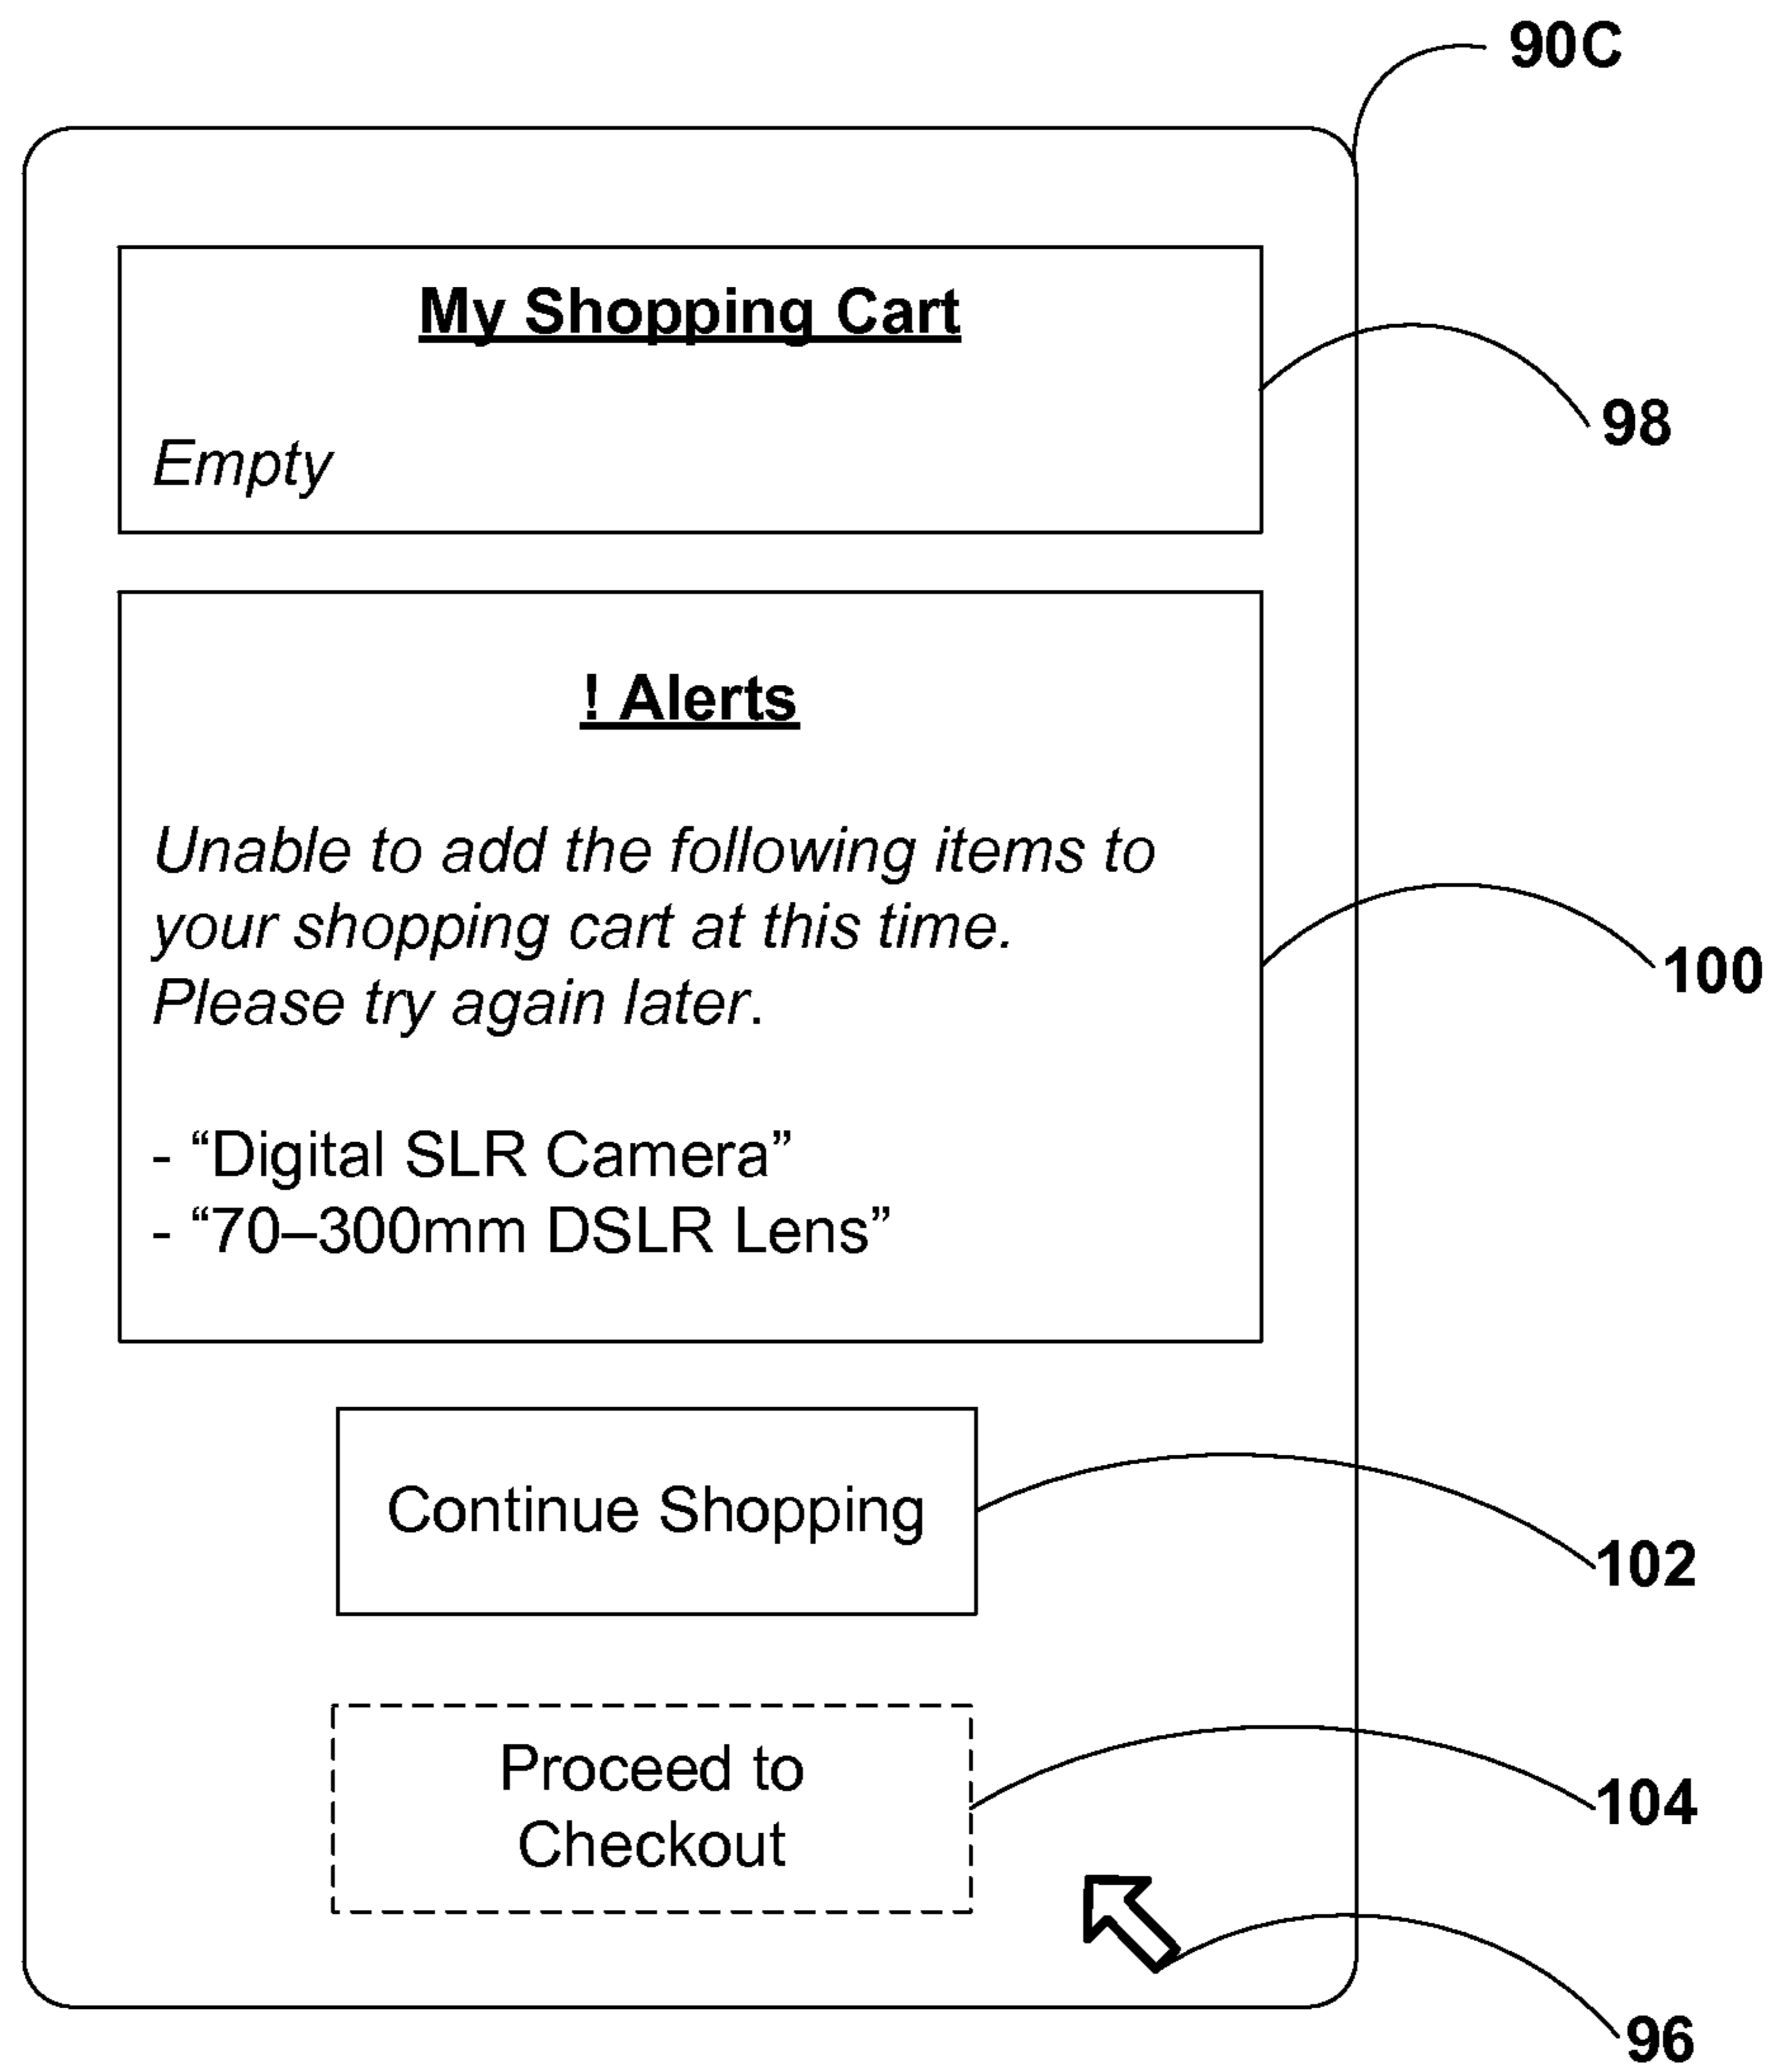 90C
My Shopping Cart
98
Empty
! Alerts
Unable to add the following items to
your shopping cart at this time.
100
Please try again later.
- “Digital SLR Camera”
- “70–300mm DSLR Lens”
Continue Shopping
102
Proceed to
104
Checkout
96